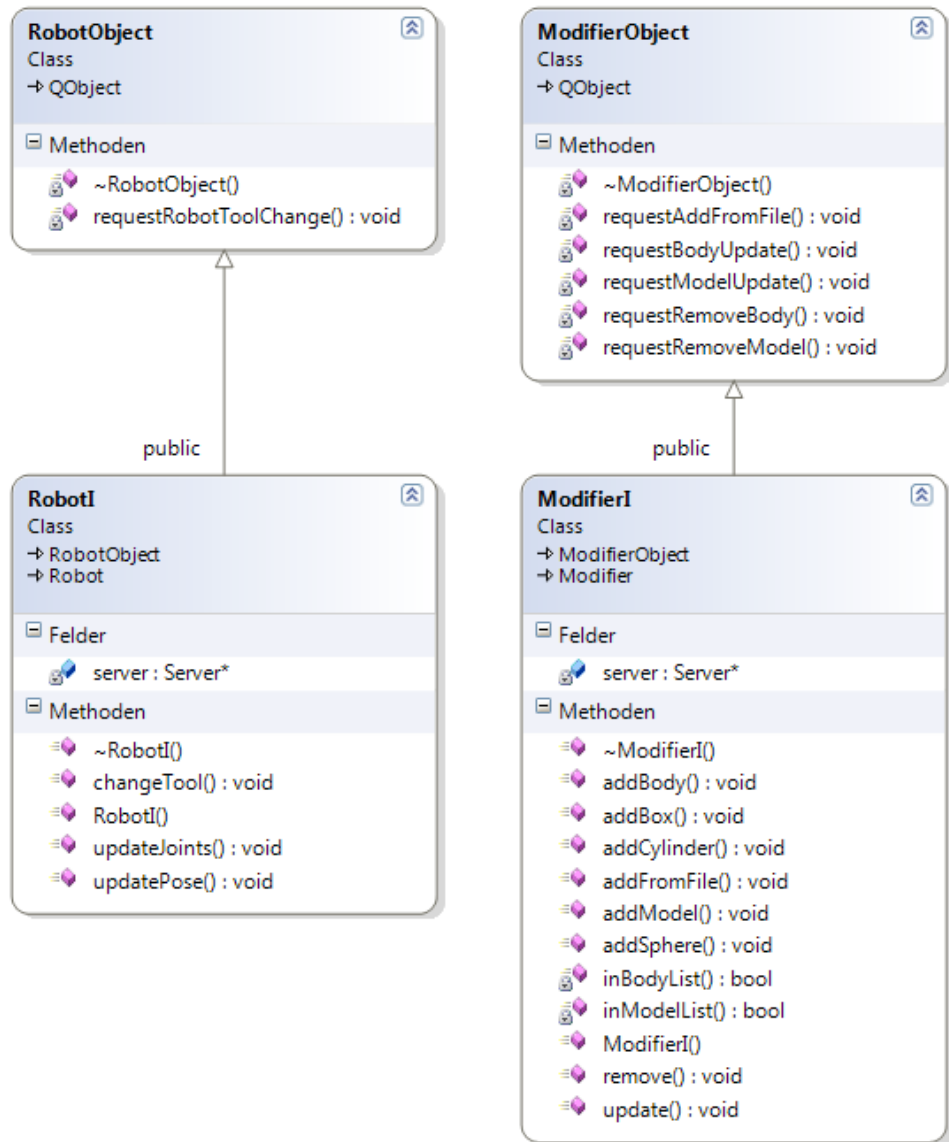 RobotObject
Class
QObject
Methoden
~RobotObject()
requestRobotToolChange() : void
public
RobotI
Class
RobotObject
Robot
Felder
server : Server*
Methoden
~RobotI()
changeTool() : void
RobotI()
updateJoints() : void
updatePose() : void
ModifierObject
Class
QObject
Methoden
~ModifierObject()
requestAddFromFile() : void
requestBodyUpdate() : void
requestModelUpdate() : void
requestRemoveBody() : void
requestRemoveModel() : void
public
ModifierI
Class
ModifierObject
Modifier
Felder
server : Server*
Methoden
~ModifierI()
addBody() : void
addBox() : void
addCylinder() : void
addFromFile() : void
addModel() : void
addSphere() : void
inBodyList() : bool
inModelList() : bool
ModifierI()
remove() : void
update() : void